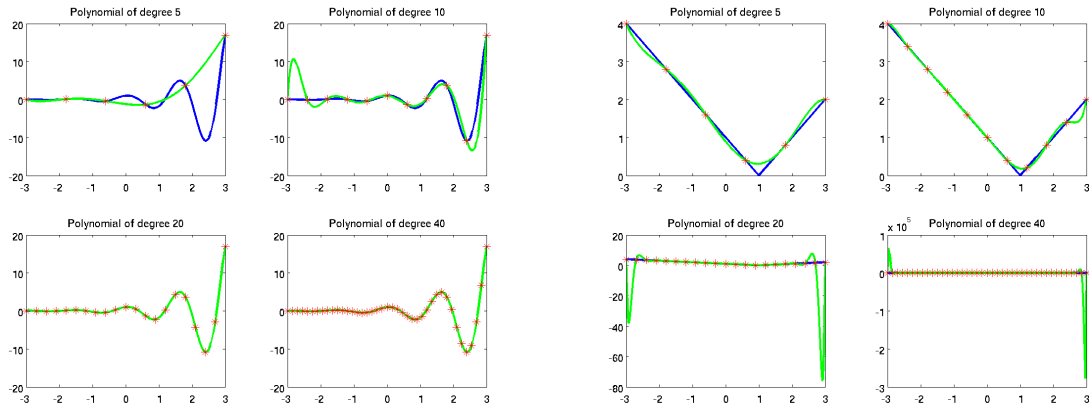 Polynomial of degree 5
20
10
0
-10
-20
-3 -2 -1 0 1 2 3
Polynomial of degree 10
20
10
0
-10
-20
-3 -2 -1 0 1 2 3
Polynomial of degree 5
4
3
2
1
0
-3 -2 -1 0 1 2 3
Polynomial of degree 10
4
3
2
1
0
-3 -2 -1 0 1 2 3
Polynomial of degree 20
20
10
0
-10
-20
-3 -2 -1 0 1 2 3
Polynomial of degree 40
20
10
0
-10
-20
-3 -2 -1 0 1 2 3
Polynomial of degree 20
20
0
-20
-40
-60
-80
-3 -2 -1 0 1 2 3
x 10^5
Polynomial of degree 40
1
0
-1
-2
-3
-3 -2 -1 0 1 2 3